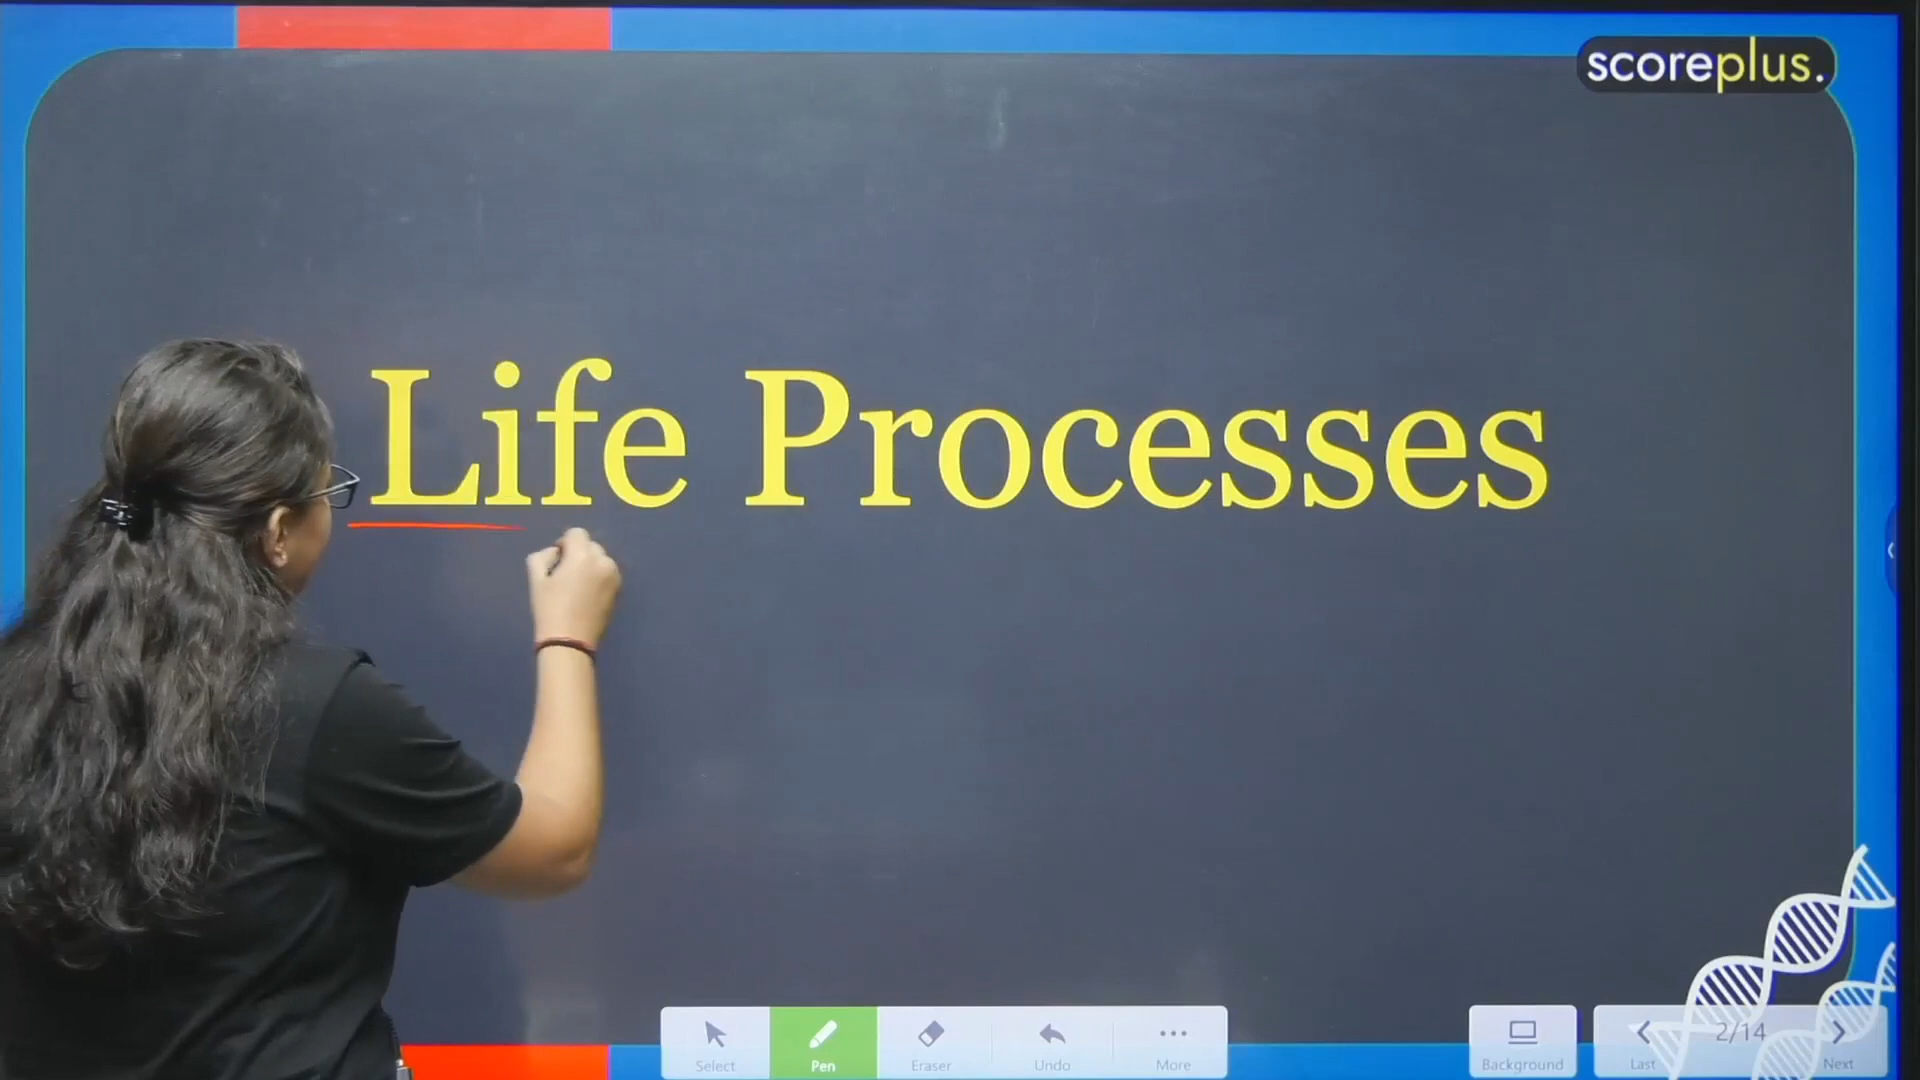 scoreplus.
Life Processes
Select
Pen
Eraser
Undo
More
Background
Last
2/14
Next